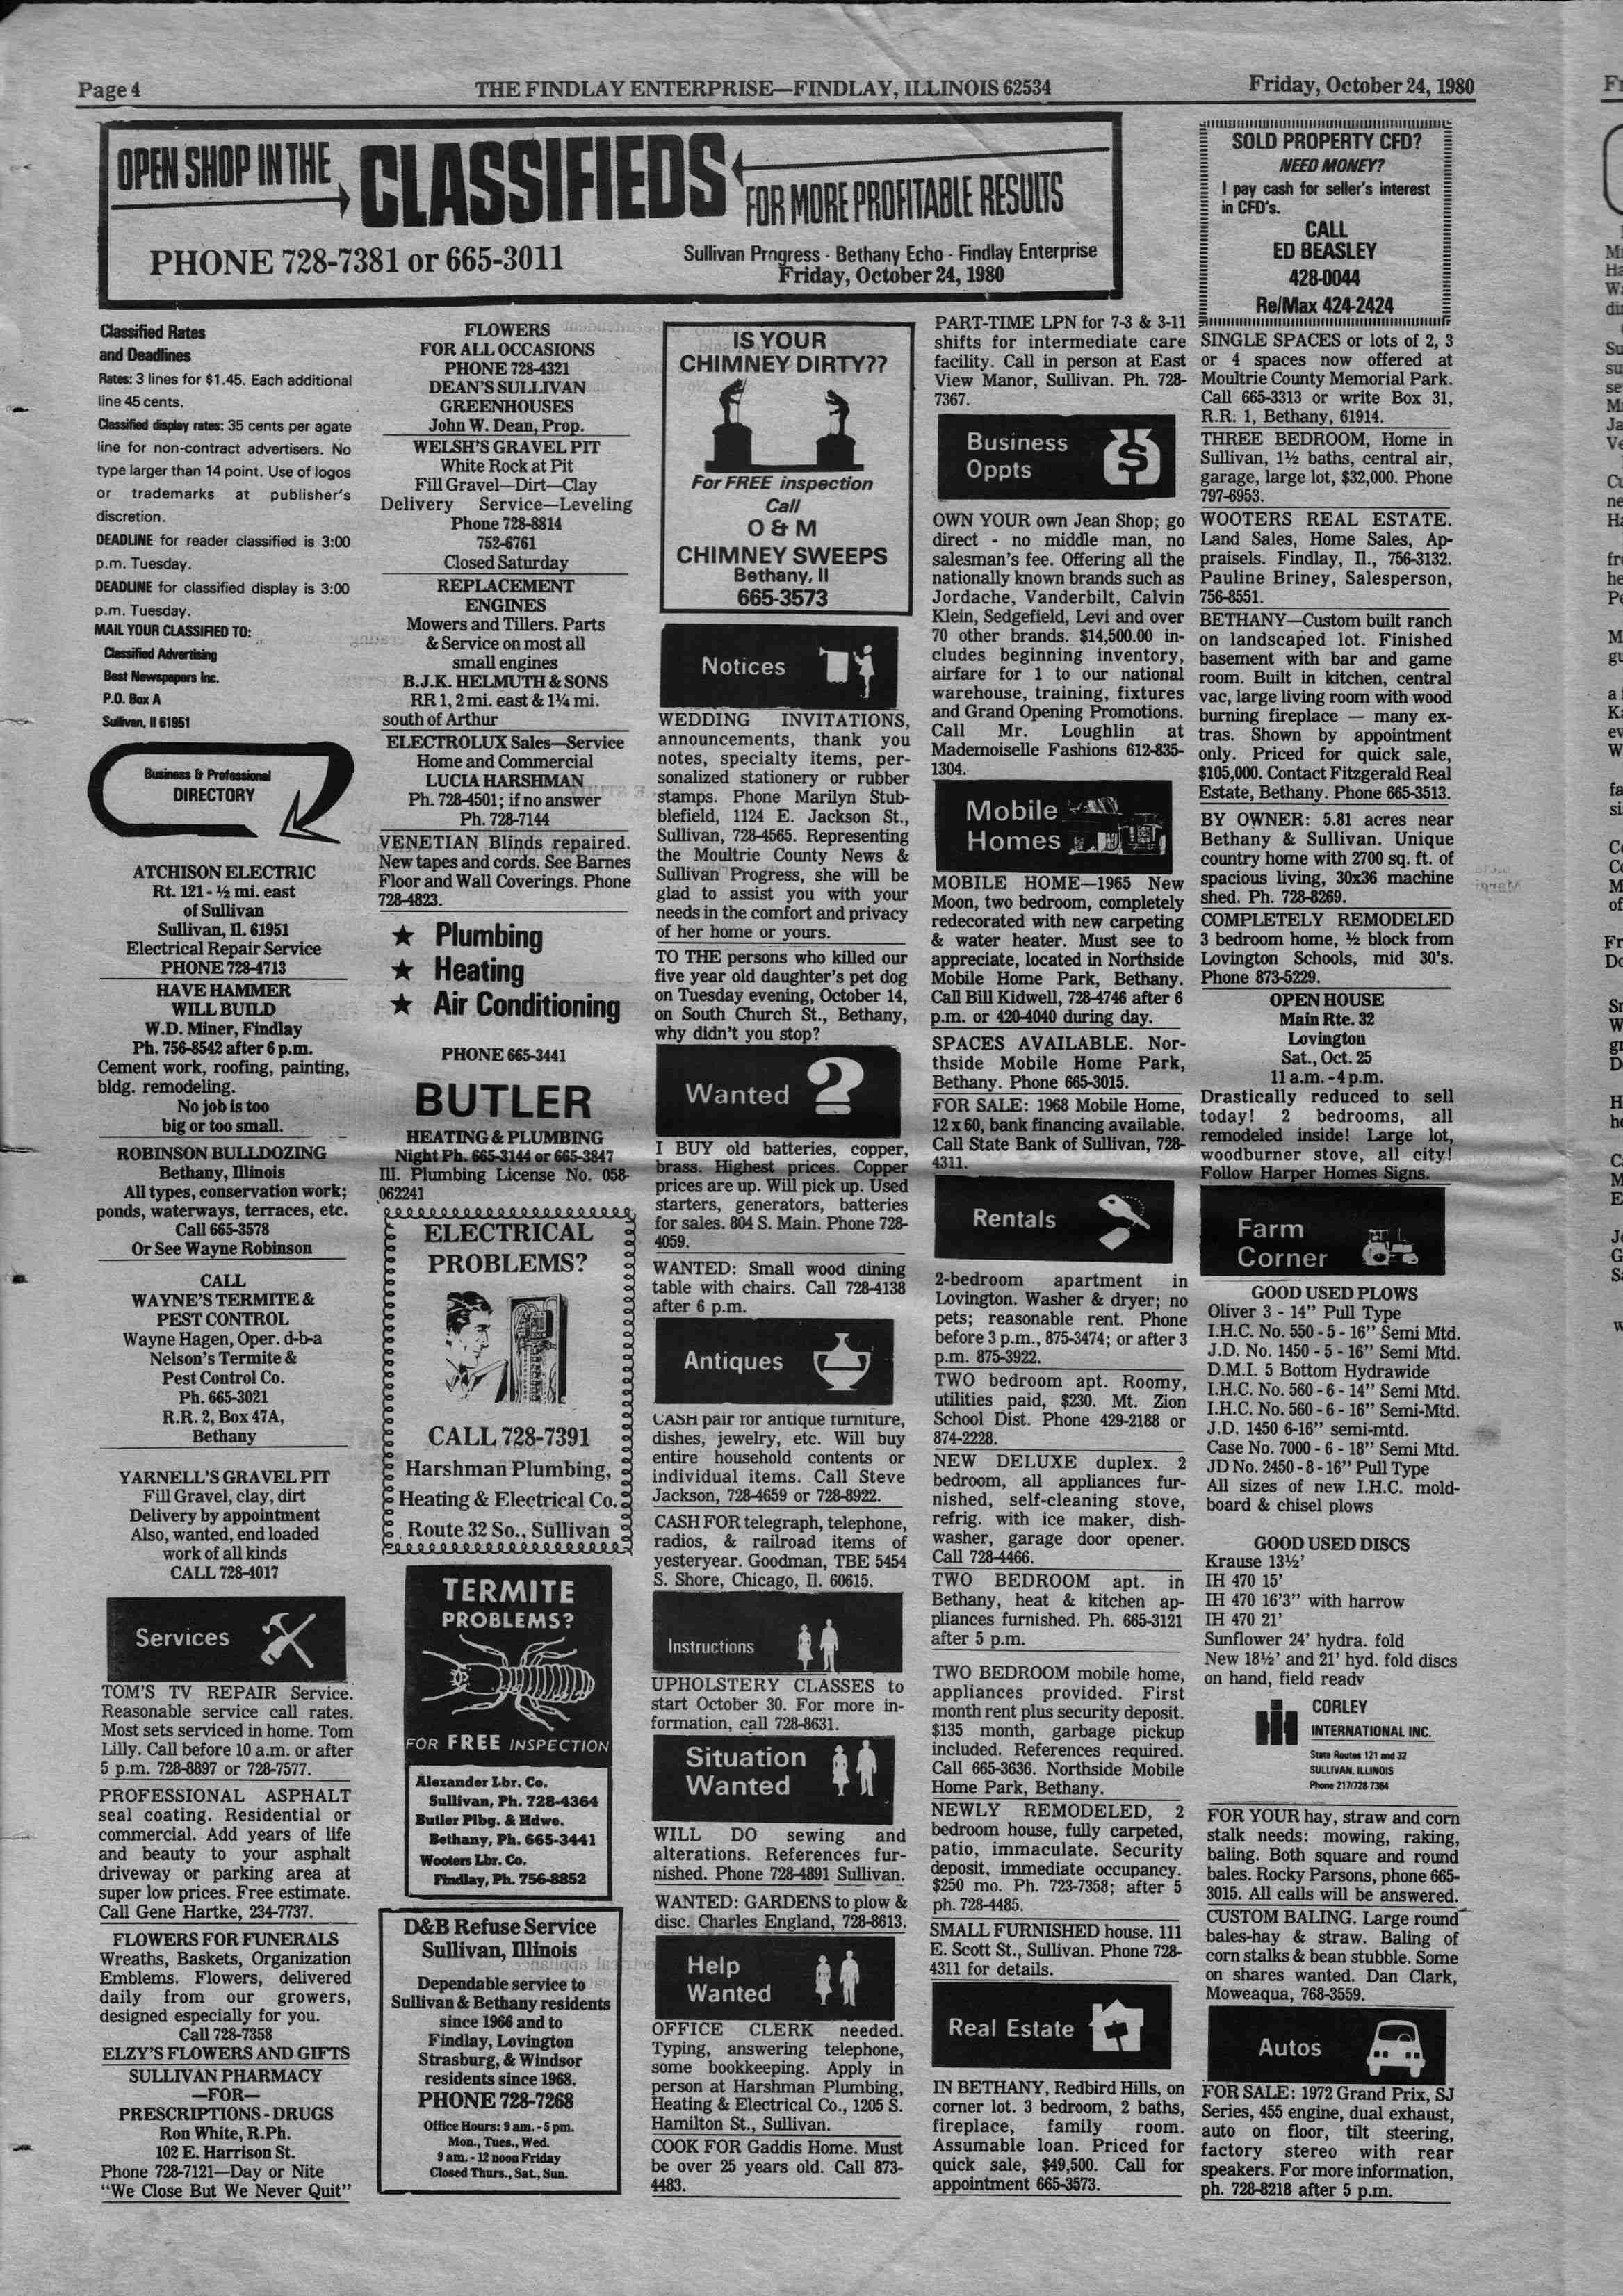 Page 4
THE FINDLAY ENTERPRISE—FINDLAY, ILLINOIS 62534
Friday, October 24, 1980
OPEN SHOP IN THE
CLASSIFIEDS
FOR MORE PROFITABLE RESULTS
PHONE 728-7381 or 665-3011
Sullivan Prngress - Bethany Echo - Findlay Enterprise
Friday, October 24, 1980
Classified Rates
and Deadlines
Rates: 3 lines for $1.45. Each additional
line 45 cents.
Classified display rates: 35 cents per agate
line for non-contract advertisers. No
type larger than 14 point. Use of logos
or trademarks at publisher's
discretion.
DEADLINE for reader classified is 3:00
p.m. Tuesday.
DEADLINE for classified display is 3:00
p.m. Tuesday.
MAIL YOUR CLASSIFIED TO:
Classified Advertising
Best Newspapers Inc.
P.O. Box A
Sullivan, Il 61951
Business & Professional
DIRECTORY
ATCHISON ELECTRIC
Rt. 121 - ½ mi. east
of Sullivan
Sullivan, Il. 61951
Electrical Repair Service
PHONE 728-4713
HAVE HAMMER
WILL BUILD
W.D. Miner, Findlay
Ph. 756-8542 after 6 p.m.
Cement work, roofing, painting,
bldg. remodeling.
No job is too
big or too small.
ROBINSON BULLDOZING
Bethany, Illinois
All types, conservation work;
ponds, waterways, terraces, etc.
Call 665-3578
Or See Wayne Robinson
CALL
WAYNE'S TERMITE &
PEST CONTROL
Wayne Hagen, Oper. d-b-a
Nelson's Termite &
Pest Control Co.
Ph. 665-3021
R.R. 2, Box 47A,
Bethany
YARNELL'S GRAVEL PIT
Fill Gravel, clay, dirt
Delivery by appointment
Also, wanted, end loaded
work of all kinds
CALL 728-4017
Services
TOM'S TV REPAIR Service.
Reasonable service call rates.
Most sets serviced in home. Tom
Lilly. Call before 10 a.m. or after
5 p.m. 728-8897 or 728-7577.
PROFESSIONAL ASPHALT
seal coating. Residential or
commercial. Add years of life
and beauty to your asphalt
driveway or parking area at
super low prices. Free estimate.
Call Gene Hartke, 234-7737.
FLOWERS FOR FUNERALS
Wreaths, Baskets, Organization
Emblems. Flowers, delivered
daily from our growers,
designed especially for you.
Call 728-7358
ELZY'S FLOWERS AND GIFTS
SULLIVAN PHARMACY
—FOR—
PRESCRIPTIONS - DRUGS
Ron White, R.Ph.
102 E. Harrison St.
Phone 728-7121—Day or Nite
"We Close But We Never Quit"
FLOWERS
FOR ALL OCCASIONS
PHONE 728-4321
DEAN'S SULLIVAN
GREENHOUSES
John W. Dean, Prop.
WELSH'S GRAVEL PIT
White Rock at Pit
Fill Gravel—Dirt—Clay
Delivery Service—Leveling
Phone 728-8814
752-6761
Closed Saturday
REPLACEMENT
ENGINES
Mowers and Tillers. Parts
& Service on most all
small engines
B.J.K. HELMUTH & SONS
RR 1, 2 mi. east & 1¼ mi.
south of Arthur
ELECTROLUX Sales—Service
Home and Commercial
LUCIA HARSHMAN
Ph. 728-4501; if no answer
Ph. 728-7144
VENETIAN Blinds repaired.
New tapes and cords. See Barnes
Floor and Wall Coverings. Phone
728-4823.
★ Plumbing
★ Heating
★ Air Conditioning
PHONE 665-3441
BUTLER
HEATING & PLUMBING
Night Ph. 665-3144 or 665-3847
Ill. Plumbing License No. 058-
062241
ELECTRICAL
PROBLEMS?
CALL 728-7391
Harshman Plumbing,
Heating & Electrical Co.
Route 32 So., Sullivan
TERMITE
PROBLEMS?
FOR FREE INSPECTION
Alexander Lbr. Co.
Sullivan, Ph. 728-4364
Butler Plbg. & Hdwe.
Bethany, Ph. 665-3441
Wooters Lbr. Co.
Findlay, Ph. 756-8852
D&B Refuse Service
Sullivan, Illinois
Dependable service to
Sullivan & Bethany residents
since 1966 and to
Findlay, Lovington
Strasburg, & Windsor
residents since 1968.
PHONE 728-7268
Office Hours: 9 am. - 5 pm.
Mon., Tues., Wed.
9 am. - 12 noon Friday
Closed Thurs., Sat., Sun.
IS YOUR
CHIMNEY DIRTY??
For FREE inspection
Call
O & M
CHIMNEY SWEEPS
Bethany, Il
665-3573
Notices
WEDDING INVITATIONS,
announcements, thank you
notes, specialty items, per-
sonalized stationery or rubber
stamps. Phone Marilyn Stub-
blefield, 1124 E. Jackson St.,
Sullivan, 728-4565. Representing
the Moultrie County News &
Sullivan Progress, she will be
glad to assist you with your
needs in the comfort and privacy
of her home or yours.
TO THE persons who killed our
five year old daughter's pet dog
on Tuesday evening, October 14,
on South Church St., Bethany,
why didn't you stop?
Wanted
I BUY old batteries, copper,
brass. Highest prices. Copper
prices are up. Will pick up. Used
starters, generators, batteries
for sales. 804 S. Main. Phone 728-
4059.
WANTED: Small wood dining
table with chairs. Call 728-4138
after 6 p.m.
Antiques
CASH pair for antique furniture,
dishes, jewelry, etc. Will buy
entire household contents or
individual items. Call Steve
Jackson, 728-4659 or 728-8922.
CASH FOR telegraph, telephone,
radios, & railroad items of
yesteryear. Goodman, TBE 5454
S. Shore, Chicago, Il. 60615.
Instructions
UPHOLSTERY CLASSES to
start October 30. For more in-
formation, call 728-8631.
Situation
Wanted
WILL DO sewing and
alterations. References fur-
nished. Phone 728-4891 Sullivan.
WANTED: GARDENS to plow &
disc. Charles England, 728-8613.
Help
Wanted
OFFICE CLERK needed.
Typing, answering telephone,
some bookkeeping. Apply in
person at Harshman Plumbing,
Heating & Electrical Co., 1205 S.
Hamilton St., Sullivan.
COOK FOR Gaddis Home. Must
be over 25 years old. Call 873-
4483.
PART-TIME LPN for 7-3 & 3-11
shifts for intermediate care
facility. Call in person at East
View Manor, Sullivan. Ph. 728-
7367.
Business
Oppts
OWN YOUR own Jean Shop; go
direct - no middle man, no
salesman's fee. Offering all the
nationally known brands such as
Jordache, Vanderbilt, Calvin
Klein, Sedgefield, Levi and over
70 other brands. $14,500.00 in-
cludes beginning inventory,
airfare for 1 to our national
warehouse, training, fixtures
and Grand Opening Promotions.
Call Mr. Loughlin at
Mademoiselle Fashions 612-835-
1304.
Mobile
Homes
MOBILE HOME—1965 New
Moon, two bedroom, completely
redecorated with new carpeting
& water heater. Must see to
appreciate, located in Northside
Mobile Home Park, Bethany.
Call Bill Kidwell, 728-4746 after 6
p.m. or 420-4040 during day.
SPACES AVAILABLE. Nor-
thside Mobile Home Park,
Bethany. Phone 665-3015.
FOR SALE: 1968 Mobile Home,
12 x 60, bank financing available.
Call State Bank of Sullivan, 728-
4311.
Rentals
2-bedroom apartment in
Lovington. Washer & dryer; no
pets; reasonable rent. Phone
before 3 p.m., 875-3474; or after 3
p.m. 875-3922.
TWO bedroom apt. Roomy,
utilities paid, $230. Mt. Zion
School Dist. Phone 429-2188 or
874-2228.
NEW DELUXE duplex. 2
bedroom, all appliances fur-
nished, self-cleaning stove,
refrig. with ice maker, dish-
washer, garage door opener.
Call 728-4466.
TWO BEDROOM apt. in
Bethany, heat & kitchen ap-
pliances furnished. Ph. 665-3121
after 5 p.m.
TWO BEDROOM mobile home,
appliances provided. First
month rent plus security deposit.
$135 month, garbage pickup
included. References required.
Call 665-3636. Northside Mobile
Home Park, Bethany.
NEWLY REMODELED, 2
bedroom house, fully carpeted,
patio, immaculate. Security
deposit, immediate occupancy.
$250 mo. Ph. 723-7358; after 5
ph. 728-4485.
SMALL FURNISHED house. 111
E. Scott St., Sullivan. Phone 728-
4311 for details.
Real Estate
IN BETHANY, Redbird Hills, on
corner lot. 3 bedroom, 2 baths,
fireplace, family room.
Assumable loan. Priced for
quick sale, $49,500. Call for
appointment 665-3573.
SOLD PROPERTY CFD?
NEED MONEY?
I pay cash for seller's interest
in CFD's.
CALL
ED BEASLEY
428-0044
Re/Max 424-2424
SINGLE SPACES or lots of 2, 3
or 4 spaces now offered at
Moultrie County Memorial Park.
Call 665-3313 or write Box 31,
R.R. 1, Bethany, 61914.
THREE BEDROOM, Home in
Sullivan, 1½ baths, central air,
garage, large lot, $32,000. Phone
797-6953.
WOOTERS REAL ESTATE.
Land Sales, Home Sales, Ap-
praisels. Findlay, Il., 756-3132.
Pauline Briney, Salesperson,
756-8551.
BETHANY—Custom built ranch
on landscaped lot. Finished
basement with bar and game
room. Built in kitchen, central
vac, large living room with wood
burning fireplace — many ex-
tras. Shown by appointment
only. Priced for quick sale,
$105,000. Contact Fitzgerald Real
Estate, Bethany. Phone 665-3513.
BY OWNER: 5.81 acres near
Bethany & Sullivan. Unique
country home with 2700 sq. ft. of
spacious living, 30x36 machine
shed. Ph. 728-8269.
COMPLETELY REMODELED
3 bedroom home, ½ block from
Lovington Schools, mid 30's.
Phone 873-5229.
OPEN HOUSE
Main Rte. 32
Lovington
Sat., Oct. 25
11 a.m. - 4 p.m.
Drastically reduced to sell
today! 2 bedrooms, all
remodeled inside! Large lot,
woodburner stove, all city!
Follow Harper Homes Signs.
Farm
Corner
GOOD USED PLOWS
Oliver 3 - 14" Pull Type
I.H.C. No. 550 - 5 - 16" Semi Mtd.
J.D. No. 1450 - 5 - 16" Semi Mtd.
D.M.I. 5 Bottom Hydrawide
I.H.C. No. 560 - 6 - 14" Semi Mtd.
I.H.C. No. 560 - 6 - 16" Semi-Mtd.
J.D. 1450 6-16" semi-mtd.
Case No. 7000 - 6 - 18" Semi Mtd.
JD No. 2450 - 8 - 16" Pull Type
All sizes of new I.H.C. mold-
board & chisel plows
GOOD USED DISCS
Krause 13½'
IH 470 15'
IH 470 16'3" with harrow
IH 470 21'
Sunflower 24' hydra. fold
New 18½' and 21' hyd. fold discs
on hand, field ready
CORLEY
INTERNATIONAL INC.
State Routes 121 and 32
SULLIVAN, ILLINOIS
Phone 217/728-7364
FOR YOUR hay, straw and corn
stalk needs: mowing, raking,
baling. Both square and round
bales. Rocky Parsons, phone 665-
3015. All calls will be answered.
CUSTOM BALING. Large round
bales-hay & straw. Baling of
corn stalks & bean stubble. Some
on shares wanted. Dan Clark,
Moweaqua, 768-3559.
Autos
FOR SALE: 1972 Grand Prix, SJ
Series, 455 engine, dual exhaust,
auto on floor, tilt steering,
factory stereo with rear
speakers. For more information,
ph. 728-8218 after 5 p.m.